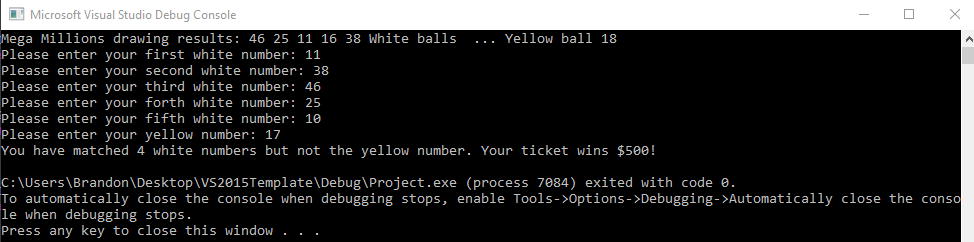 Microsoft Visual Studio Debug Console
Mega Millions drawing results: 46 25 11 16 38 White balls  ... Yellow ball 18
Please enter your first white number: 11
Please enter your second white number: 38
Please enter your third white number: 46
Please enter your forth white number: 25
Please enter your fifth white number: 10
Please enter your yellow number: 17
You have matched 4 white numbers but not the yellow number. Your ticket wins $500!
C:\Users\Brandon\Desktop\VS2015Template\Debug\Project.exe (process 7084) exited with code 0.
To automatically close the console when debugging stops, enable Tools->Options->Debugging->Automatically close the conso
le when debugging stops.
Press any key to close this window . . .